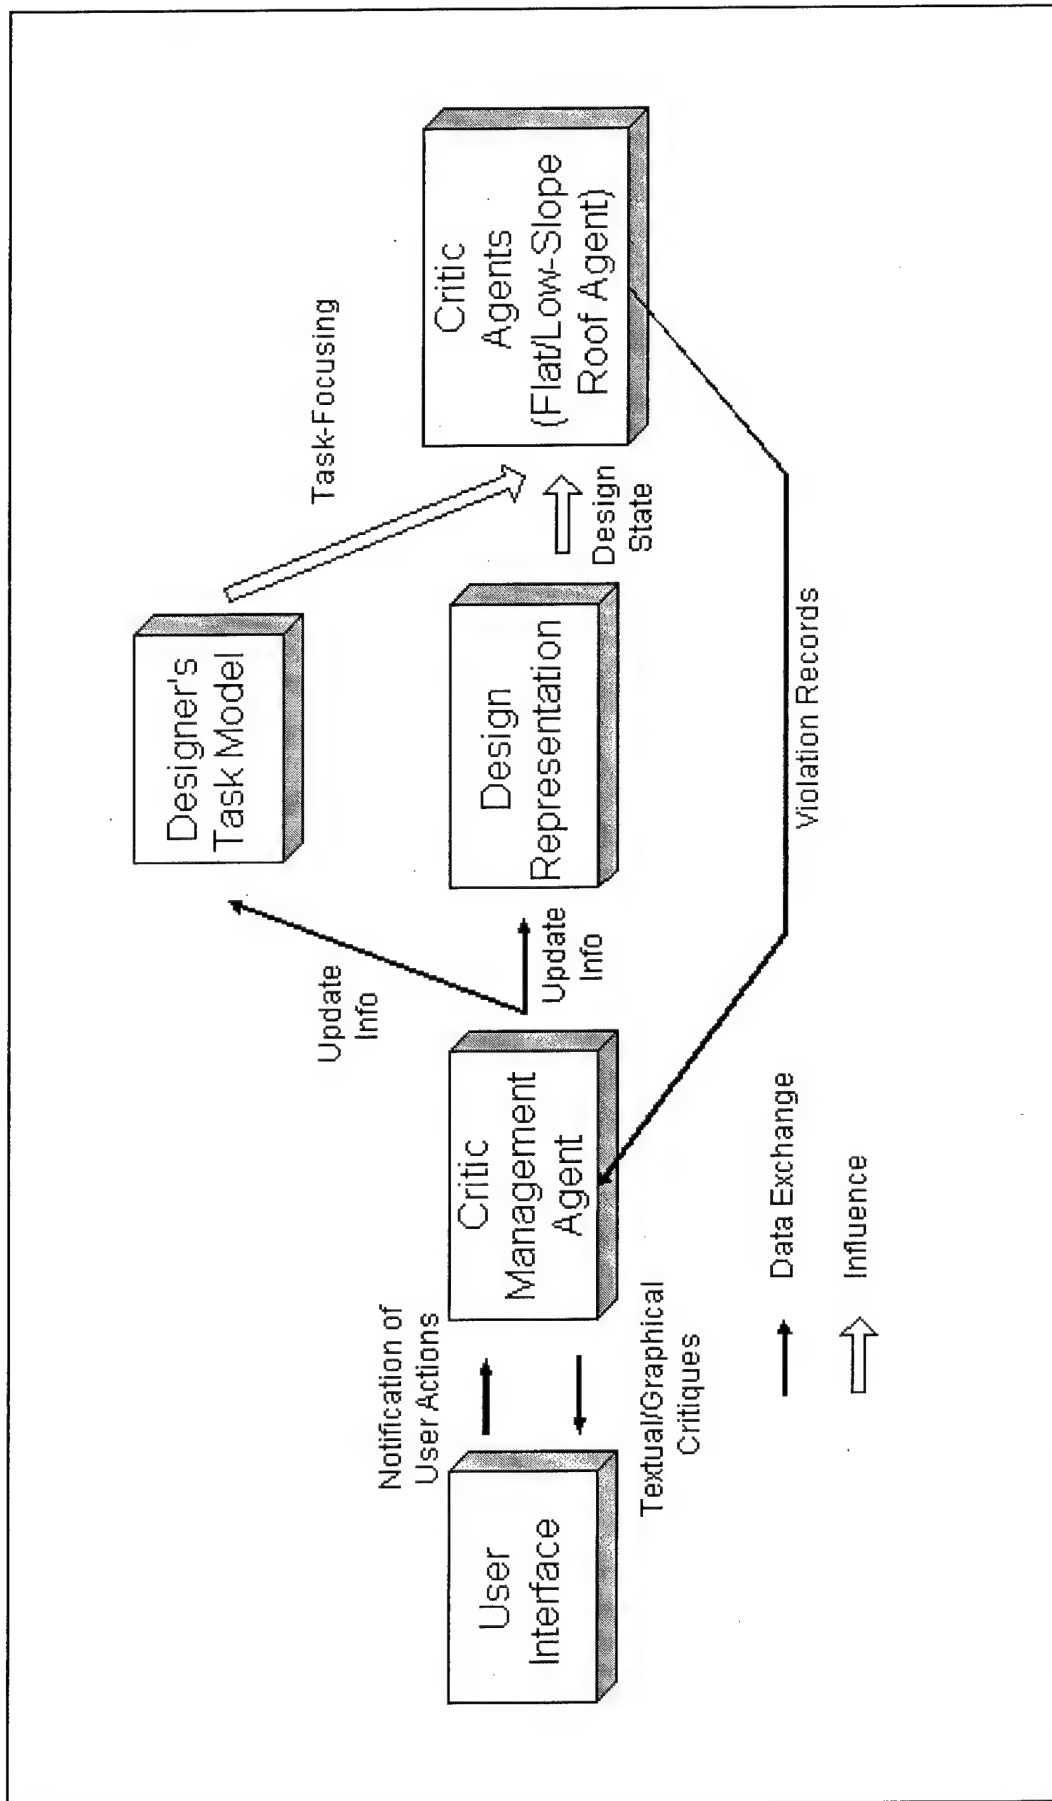 Designer's
Task Model
Task-Focusing
Update
Info
Notification of
User Actions
User
Interface
Critic
Management
Agent
Update
Info
Design
Representation
Design
State
Critic
Agents
(Flat/Low-Slope
Roof Agent)
Textual/Graphical
Critiques
Violation Records
Data Exchange
Influence